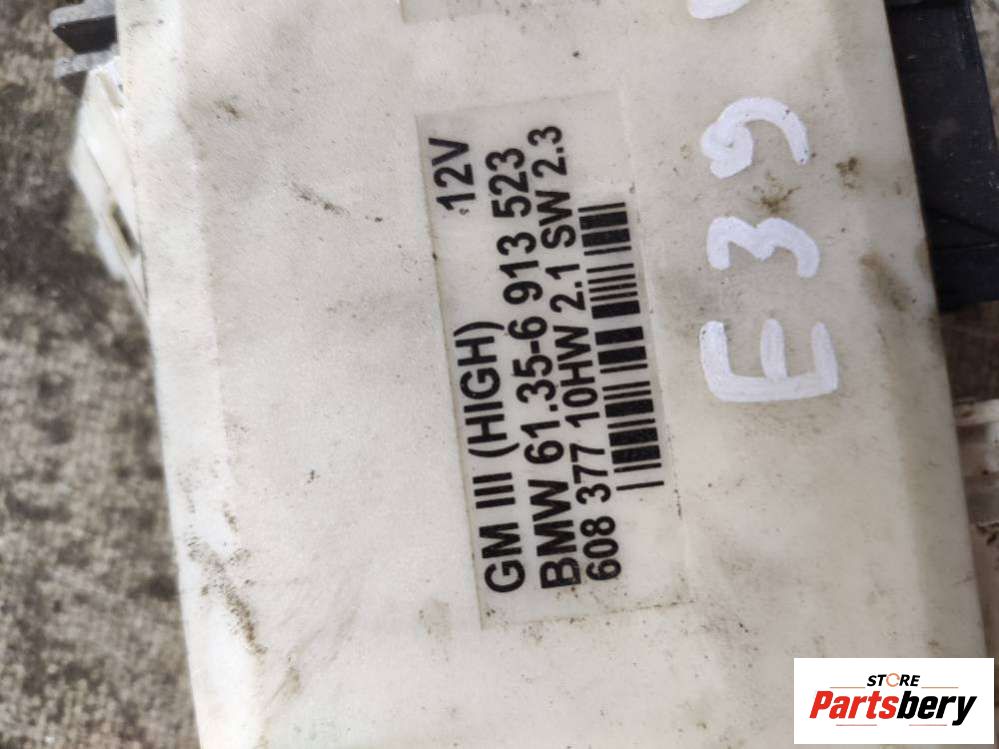 GM III (HIGH) 12V
BMW 61.35-6 913 523
608 377 10HW 2.1 SW 2.3
E39
STORE
Partsbery